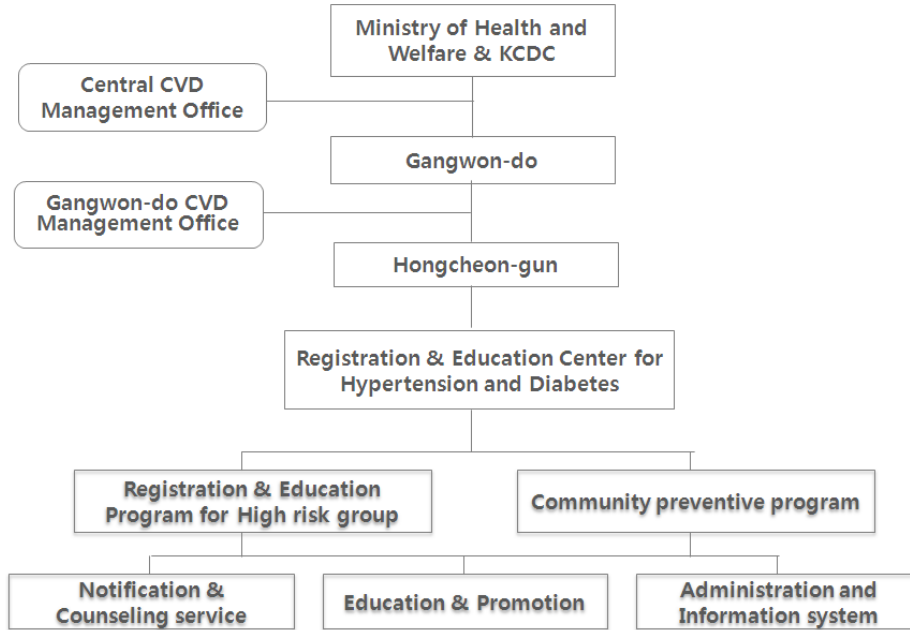 Ministry of Health and
Welfare & KCDC
Central CVD
Management Office
Gangwon-do
Gangwon-do CVD
Management Office
Hongcheon-gun
Registration & Education Center for
Hypertension and Diabetes
Registration & Education
Program for High risk group
Community preventive program
Notification &
Counseling service
Education & Promotion
Administration and
Information system